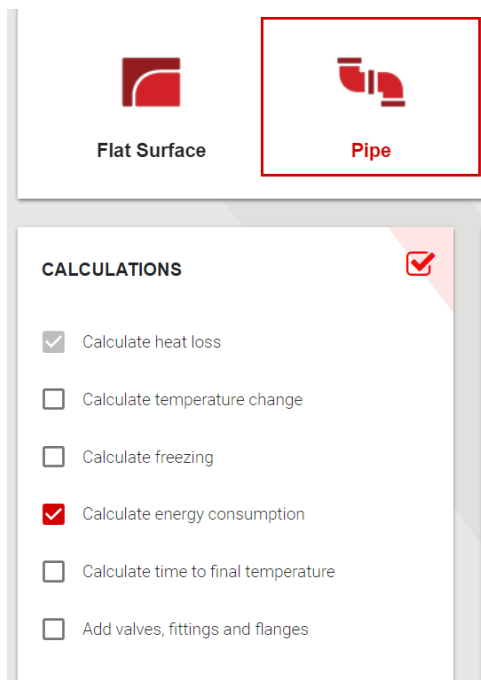 Flat Surface
Pipe
CALCULATIONS
Calculate heat loss
Calculate temperature change
Calculate freezing
Calculate energy consumption
Calculate time to final temperature
Add valves, fittings and flanges